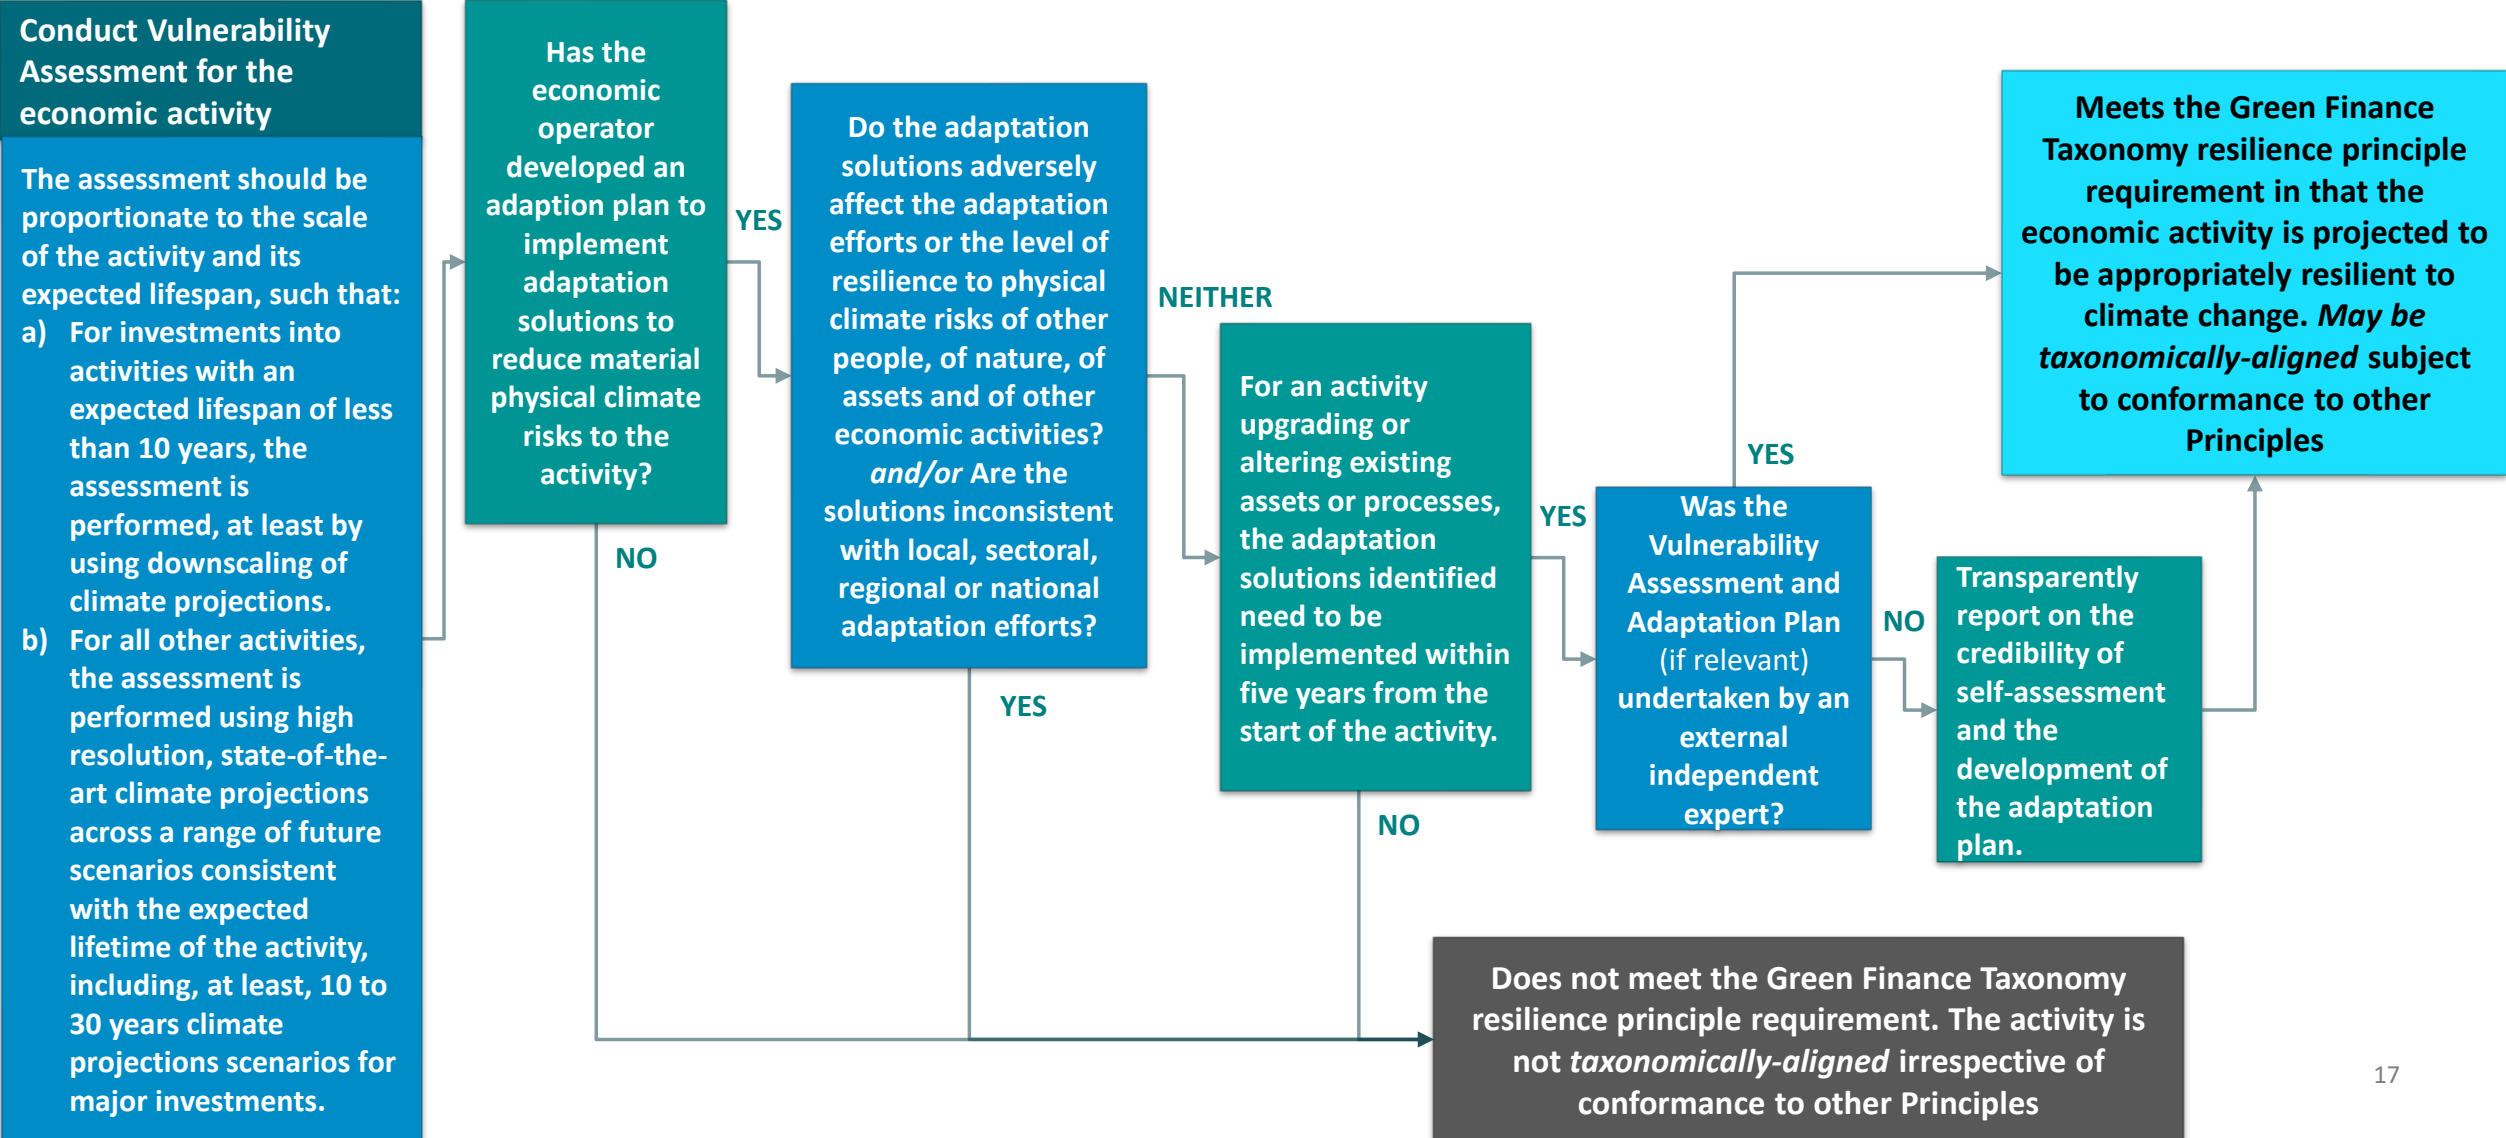 Conduct Vulnerability
Assessment for the
economic activity
The assessment should be
proportionate to the scale
of the activity and its
expected lifespan, such that:
a) For investments into
activities with an
expected lifespan of less
than 10 years, the
assessment is
performed, at least by
using downscaling of
climate projections.
b) For all other activities,
the assessment is
performed using high
resolution, state-of-the-
art climate projections
across a range of future
scenarios consistent
with the expected
lifetime of the activity,
including, at least, 10 to
30 years climate
projections scenarios for
major investments.
Has the
economic
operator
developed an
adaption plan to
implement
adaptation
solutions to
reduce material
physical climate
risks to the
activity?
YES
NO
Do the adaptation
solutions adversely
affect the adaptation
efforts or the level of
resilience to physical
climate risks of other
people, of nature, of
assets and of other
economic activities?
and/or Are the
solutions inconsistent
with local, sectoral,
regional or national
adaptation efforts?
NEITHER
YES
For an activity
upgrading or
altering existing
assets or processes,
the adaptation
solutions identified
need to be
implemented within
five years from the
start of the activity.
YES
NO
Was the
Vulnerability
Assessment and
Adaptation Plan
(if relevant)
undertaken by an
external
independent
expert?
YES
NO
Transparently
report on the
credibility of
self-assessment
and the
development of
the adaptation
plan.
Meets the Green Finance
Taxonomy resilience principle
requirement in that the
economic activity is projected to
be appropriately resilient to
climate change. May be
taxonomically-aligned subject
to conformance to other
Principles
Does not meet the Green Finance Taxonomy
resilience principle requirement. The activity is
not taxonomically-aligned irrespective of
conformance to other Principles
17